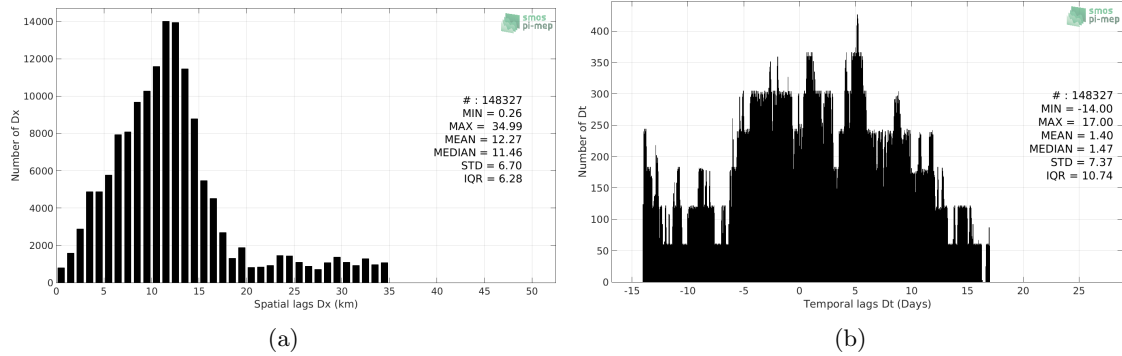 14000
12000
10000
8000
6000
4000
2000
0
Number of Dx
0 5 10 15 20 25 30 35 40 45 50
Spatial lags Dx (km)
smos
pi-mep
# : 148327
MIN = 0.26
MAX = 34.99
MEAN = 12.27
MEDIAN = 11.46
STD = 6.70
IQR = 6.28
(a)
400
350
300
250
200
150
100
50
0
Number of Dt
-15 -10 -5 0 5 10 15 20 25
Temporal lags Dt (Days)
smos
pi-mep
# : 148327
MIN = -14.00
MAX = 17.00
MEAN = 1.40
MEDIAN = 1.47
STD = 7.37
IQR = 10.74
(b)